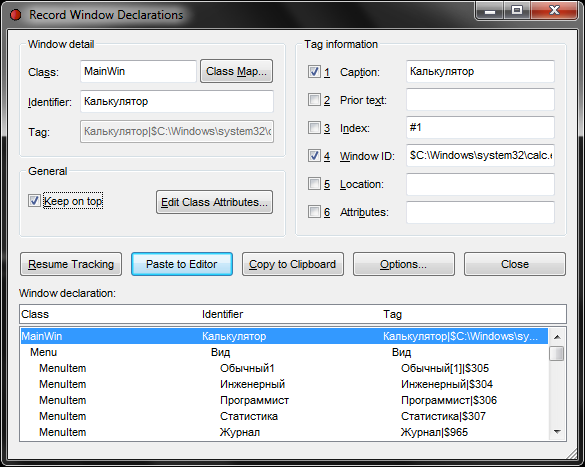 Record Window Declarations
Window detail
Class: MainWin Class Map...
Identifier: Калькулятор
Tag: Калькулятор|$C:\Windows\system32\c
General
Keep on top Edit Class Attributes...
Tag information
1 Caption: Калькулятор
2 Prior text:
3 Index: #1
4 Window ID: $C:\Windows\system32\calc.e
5 Location:
6 Attributes:
Resume Tracking Paste to Editor Copy to Clipboard Options... Close
Window declaration:
Class Identifier Tag
MainWin Калькулятор Калькулятор|$C:\Windows\sy...
Menu Вид Вид
MenuItem Обычный1 Обычный[1]|$305
MenuItem Инженерный Инженерный|$304
MenuItem Программист Программист|$306
MenuItem Статистика Статистика|$307
MenuItem Журнал Журнал|$965